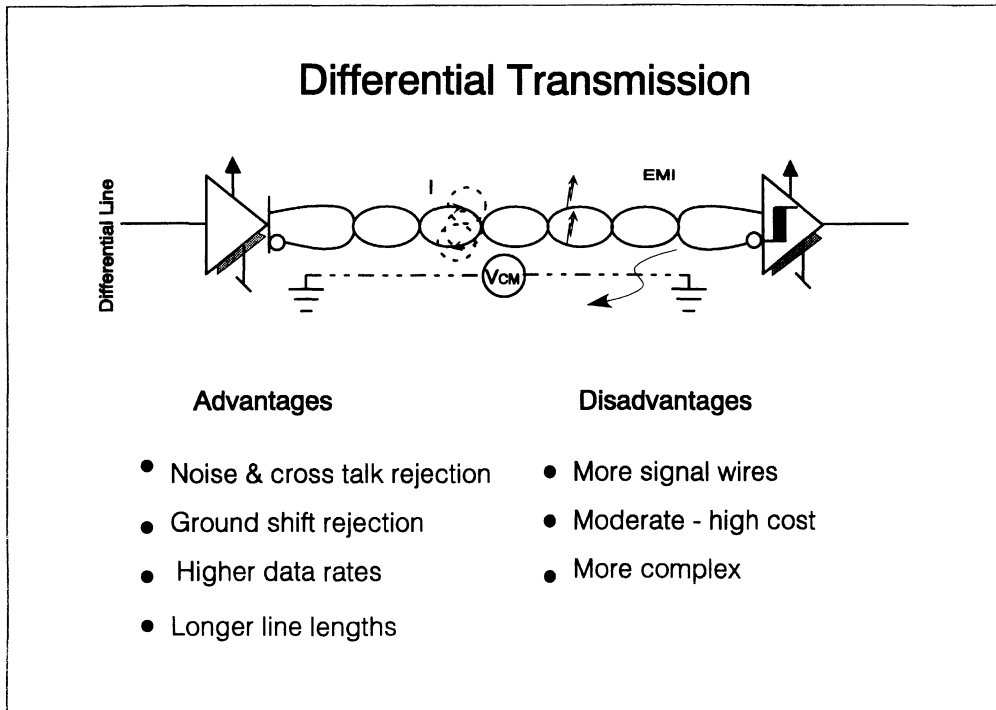 Differential Transmission
Differential Line
I
EMI
VCM
Advantages
• Noise & cross talk rejection
• Ground shift rejection
• Higher data rates
• Longer line lengths
Disadvantages
• More signal wires
• Moderate - high cost
• More complex